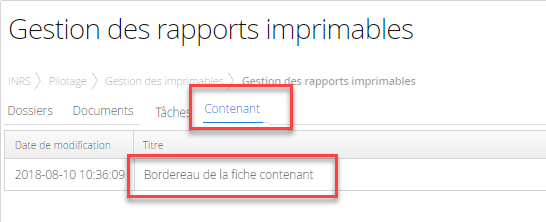 Gestion des rapports imprimables
INRS Pilotage Gestion des imprimables Gestion des rapports imprimables
Dossiers Documents Tâches Contenant
Date de modification Titre
2018-08-10 10:36:09 Bordereau de la fiche contenant